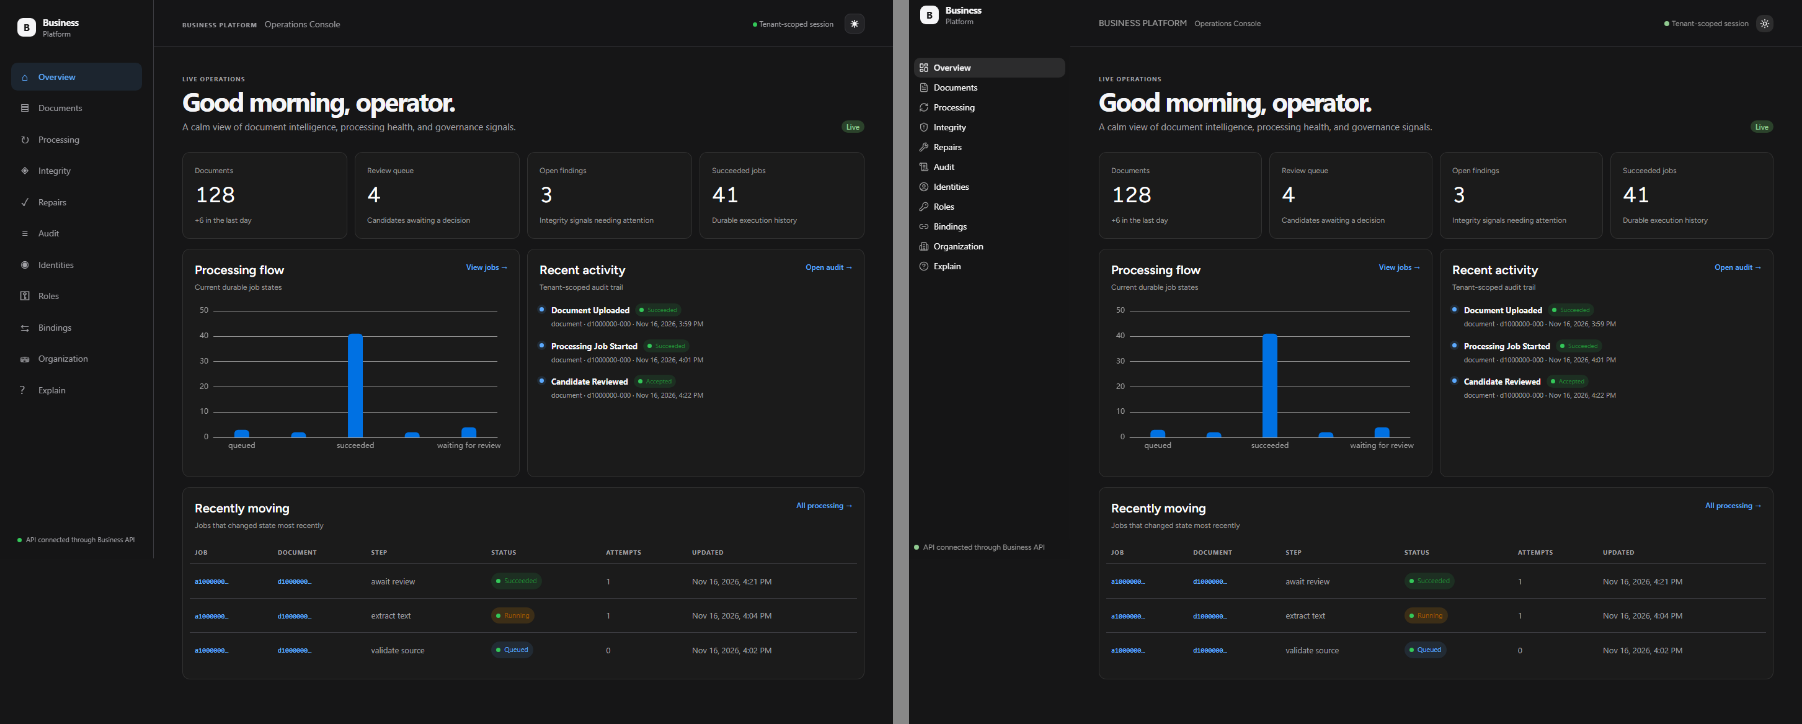 B Business
Platform
BUSINESS PLATFORM Operations Console
Tenant-scoped session
Overview
Documents
Processing
Integrity
Repairs
Audit
Identities
Roles
Bindings
Organization
? Explain
API connected through Business API
LIVE OPERATIONS
Good morning, operator.
A calm view of document intelligence, processing health, and governance signals.
Live
Documents
128
+6 in the last day
Review queue
4
Candidates awaiting a decision
Open findings
3
Integrity signals needing attention
Succeeded jobs
41
Durable execution history
Processing flow
View jobs →
Current durable job states
50
40
30
20
10
0
queued succeeded waiting for review
Recent activity
Open audit →
Tenant-scoped audit trail
Document Uploaded Succeeded
document · d1000000-000 · Nov 16, 2026, 3:59 PM
Processing Job Started Succeeded
document · d1000000-000 · Nov 16, 2026, 4:01 PM
Candidate Reviewed Accepted
document · d1000000-000 · Nov 16, 2026, 4:22 PM
Recently moving
All processing →
Jobs that changed state most recently
JOB DOCUMENT STEP STATUS ATTEMPTS UPDATED
a1000000… d1000000… await review Succeeded 1 Nov 16, 2026, 4:21 PM
a1000000… d1000000… extract text Running 1 Nov 16, 2026, 4:04 PM
a1000000… d1000000… validate source Queued 0 Nov 16, 2026, 4:02 PM
B Business
Platform
BUSINESS PLATFORM Operations Console
Tenant-scoped session
Overview
Documents
Processing
Integrity
Repairs
Audit
Identities
Roles
Bindings
Organization
Explain
API connected through Business API
LIVE OPERATIONS
Good morning, operator.
A calm view of document intelligence, processing health, and governance signals.
Live
Documents
128
+6 in the last day
Review queue
4
Candidates awaiting a decision
Open findings
3
Integrity signals needing attention
Succeeded jobs
41
Durable execution history
Processing flow
View jobs →
Current durable job states
50
40
30
20
10
0
queued succeeded waiting for review
Recent activity
Open audit →
Tenant-scoped audit trail
Document Uploaded Succeeded
document · d1000000-000 · Nov 16, 2026, 3:59 PM
Processing Job Started Succeeded
document · d1000000-000 · Nov 16, 2026, 4:01 PM
Candidate Reviewed Accepted
document · d1000000-000 · Nov 16, 2026, 4:22 PM
Recently moving
All processing →
Jobs that changed state most recently
JOB DOCUMENT STEP STATUS ATTEMPTS UPDATED
a1000000… d1000000… await review Succeeded 1 Nov 16, 2026, 4:21 PM
a1000000… d1000000… extract text Running 1 Nov 16, 2026, 4:04 PM
a1000000… d1000000… validate source Queued 0 Nov 16, 2026, 4:02 PM